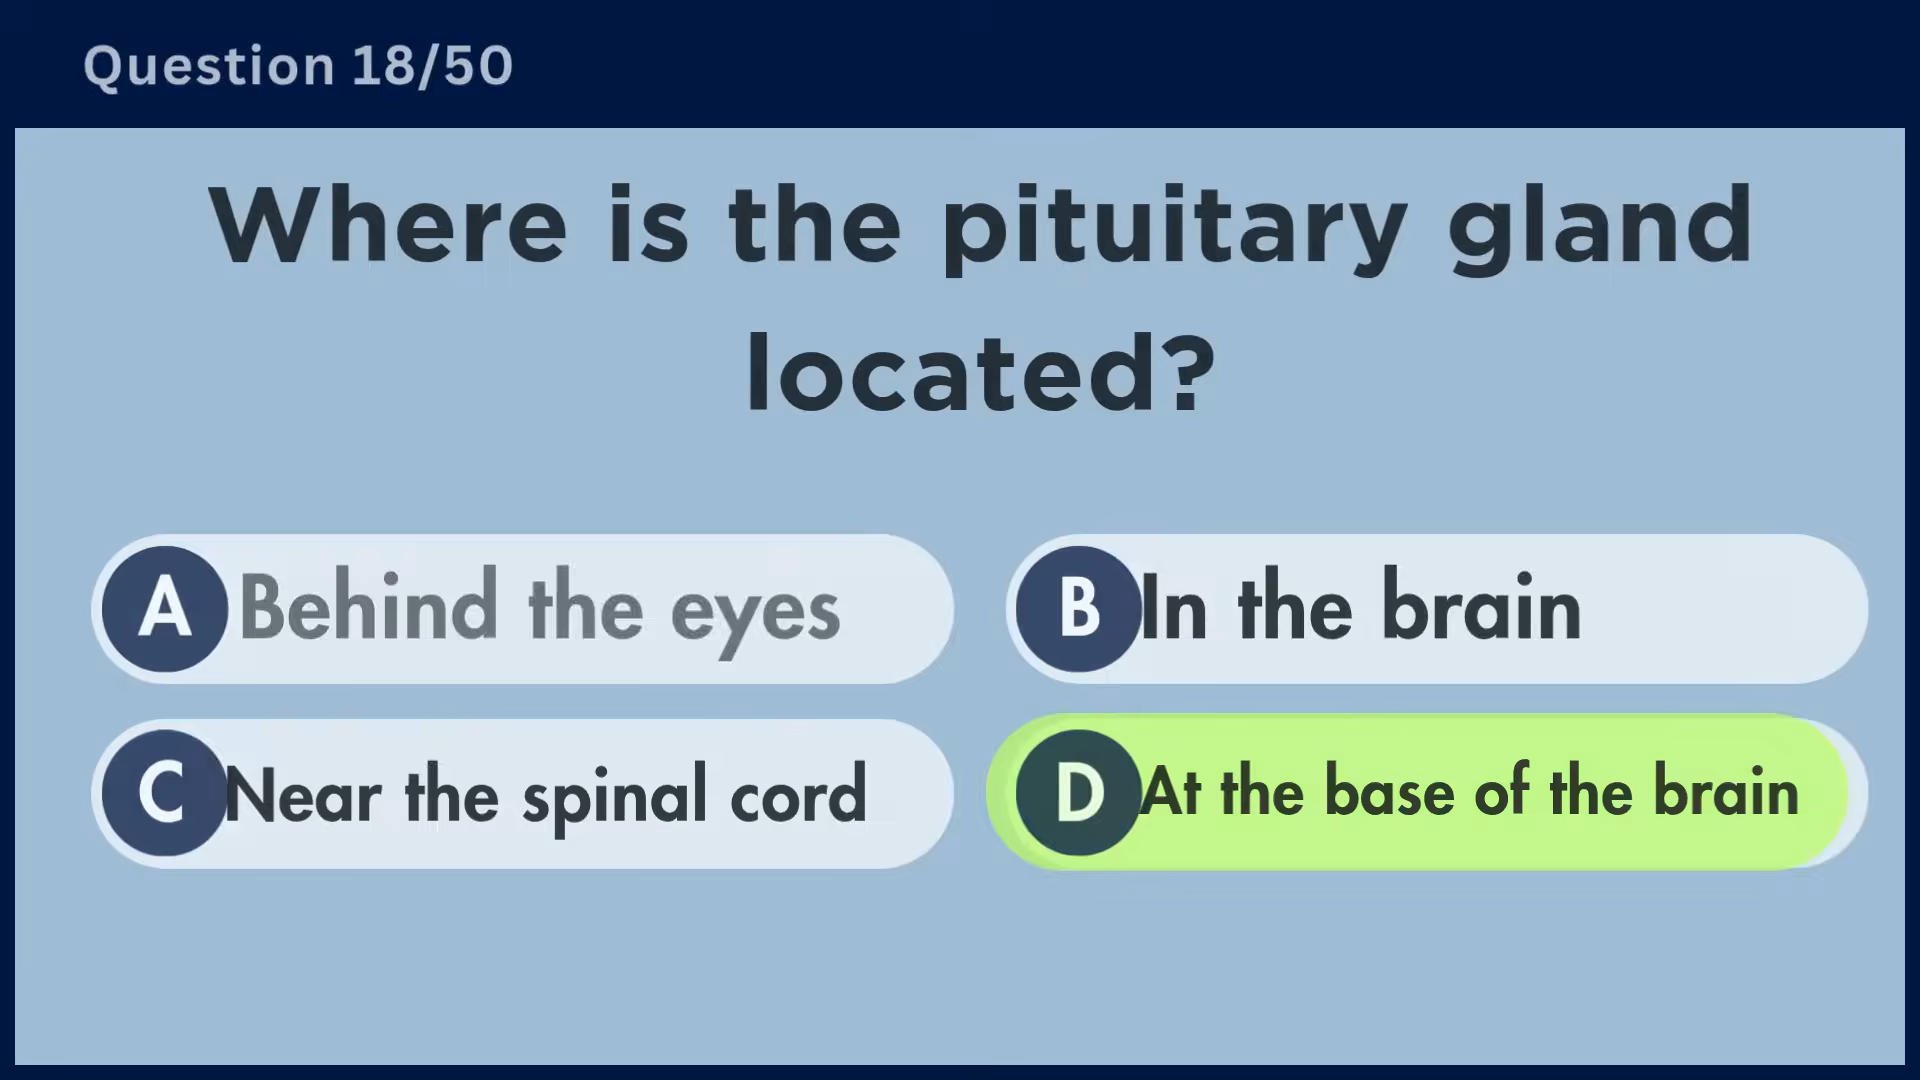 Question 18/50
Where is the pituitary gland
located?
A Behind the eyes
B In the brain
C Near the spinal cord
D At the base of the brain